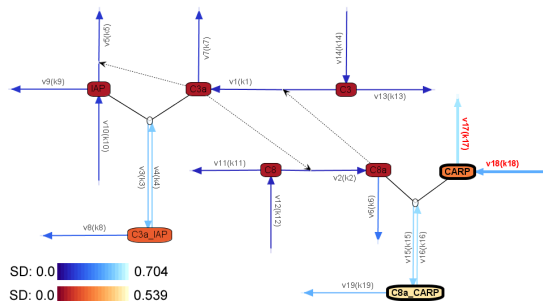 v6(k6)
v7(k7)
v14(k14)
v9(k9)
IAP
C3a
v1(k1)
C3
v13(k13)
v10(k10)
v3(k3)
v4(k4)
v17(k17)
v11(k11)
C8
v2(k2)
C8a
CARP
v18(k18)
v12(k12)
v5(k5)
v8(k8)
C3a_IAP
v15(k15)
v16(k16)
v19(k19)
C8a_CARP
SD: 0.0 0.704
SD: 0.0 0.539